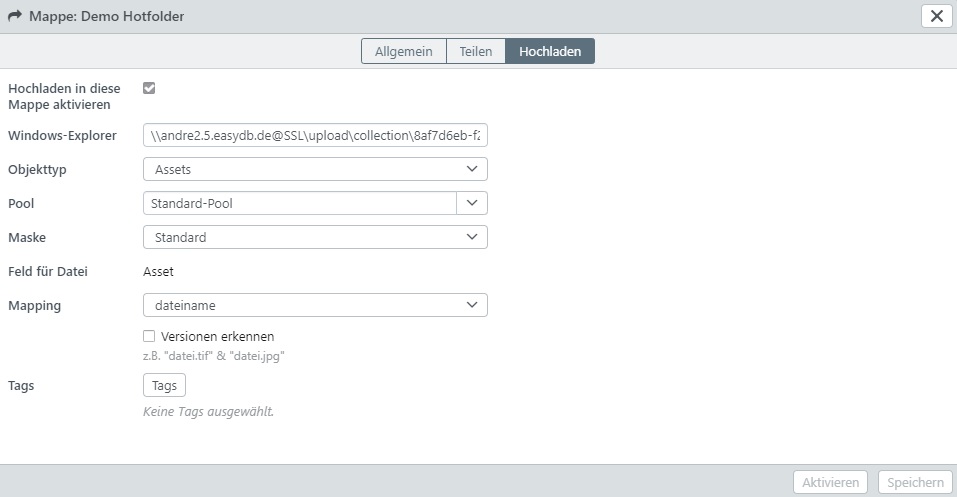 Mappe: Demo Hotfolder
Allgemein
Teilen
Hochladen
Hochladen in diese
Mappe aktivieren
Windows-Explorer
\\andre2.5.easydb.de@SSL\upload\collection\8af7d6eb-f2
Objekttyp
Assets
Pool
Standard-Pool
Maske
Standard
Feld für Datei
Asset
Mapping
dateiname
Versionen erkennen
z.B. "datei.tif" & "datei.jpg"
Tags
Tags
Keine Tags ausgewählt.
Aktivieren
Speichern